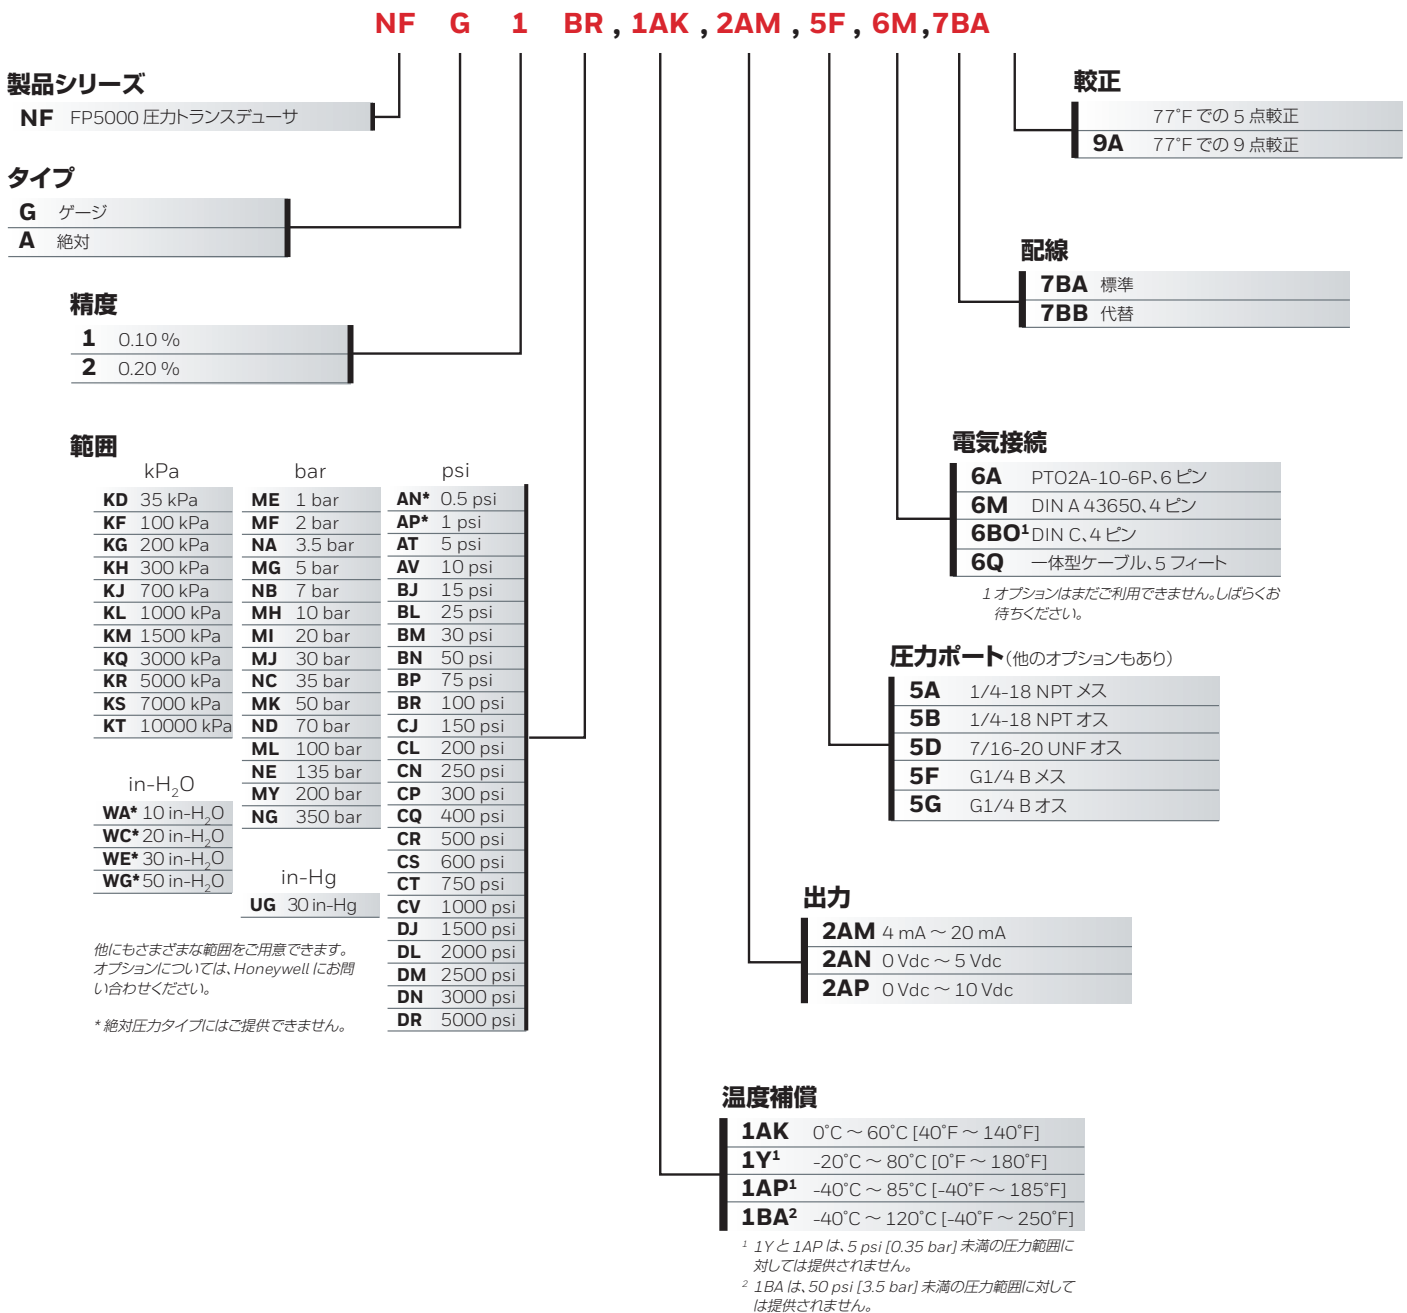 NF G 1 BR , 1AK , 2AM , 5F , 6M ,7BA
製品シリーズ
NF FP5000 圧力トランスデューサ
タイプ
G ゲージ
A 絶対
精度
1 0.10 %
2 0.20 %
範囲
kPa
KD 35 kPa
KF 100 kPa
KG 200 kPa
KH 300 kPa
KJ 700 kPa
KL 1000 kPa
KM 1500 kPa
KQ 3000 kPa
KR 5000 kPa
KS 7000 kPa
KT 10000 kPa
in-H₂O
WA* 10 in-H₂O
WC* 20 in-H₂O
WE* 30 in-H₂O
WG* 50 in-H₂O
bar
ME 1 bar
MF 2 bar
NA 3.5 bar
MG 5 bar
NB 7 bar
MH 10 bar
MI 20 bar
MJ 30 bar
NC 35 bar
MK 50 bar
ND 70 bar
ML 100 bar
NE 135 bar
MY 200 bar
NG 350 bar
in-Hg
UG 30 in-Hg
psi
AN* 0.5 psi
AP* 1 psi
AT 5 psi
AV 10 psi
BJ 15 psi
BL 25 psi
BM 30 psi
BN 50 psi
BP 75 psi
BR 100 psi
CJ 150 psi
CL 200 psi
CN 250 psi
CP 300 psi
CQ 400 psi
CR 500 psi
CS 600 psi
CT 750 psi
CV 1000 psi
DJ 1500 psi
DL 2000 psi
DM 2500 psi
DN 3000 psi
DR 5000 psi
他にもさまざまな範囲をご用意できます。
オプションについては、Honeywell にお問
い合わせください。
* 絶対圧力タイプにはご提供できません。
較正
77°F での 5 点較正
9A 77°F での 9 点較正
配線
7BA 標準
7BB 代替
電気接続
6A PTO2A-10-6P、6 ピン
6M DIN A 43650、4 ピン
6BO¹ DIN C、4 ピン
6Q 一体型ケーブル、5 フィート
1 オプションはまだご利用できません。しばらくお
待ちください。
圧力ポート（他のオプションもあり）
5A 1/4-18 NPT メス
5B 1/4-18 NPT オス
5D 7/16-20 UNF オス
5F G1/4 B メス
5G G1/4 B オス
出力
2AM 4 mA ～ 20 mA
2AN 0 Vdc ～ 5 Vdc
2AP 0 Vdc ～ 10 Vdc
温度補償
1AK 0°C ～ 60°C [40°F ～ 140°F]
1Y¹ -20°C ～ 80°C [0°F ～ 180°F]
1AP¹ -40°C ～ 85°C [-40°F ～ 185°F]
1BA² -40°C ～ 120°C [-40°F ～ 250°F]
¹ 1Y と 1AP は、5 psi [0.35 bar] 未満の圧力範囲に
対しては提供されません。
² 1BA は、50 psi [3.5 bar] 未満の圧力範囲に対して
は提供されません。